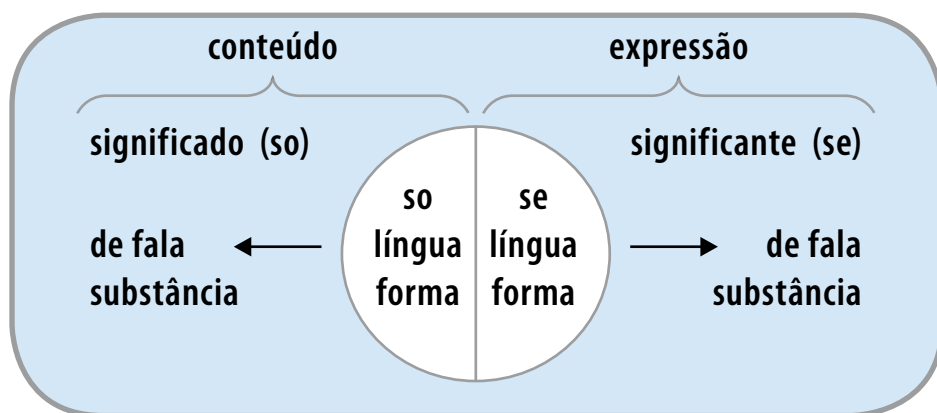 conteúdo expressão
significado (so) significante (se)
so se
de fala língua língua de fala
substância forma forma substância